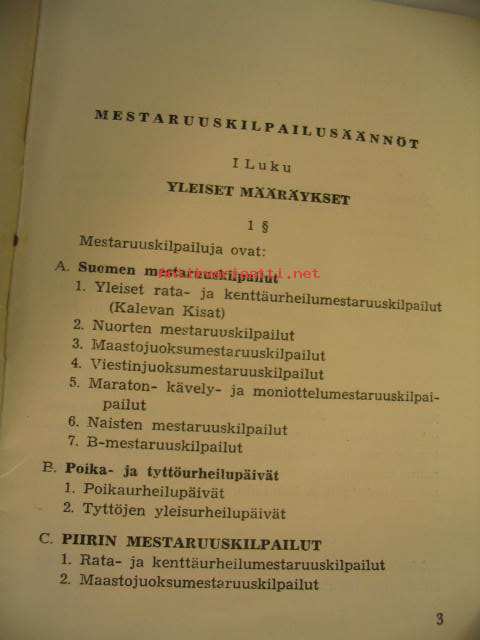 MESTARUUSKILPAILUSÄÄNNÖT
I Luku
YLEISET MÄÄRÄYKSET
1 §
Mestaruuskilpailuja ovat:
A. Suomen mestaruuskilpailut
1. Yleiset rata- ja kenttäurheilumestaruuskilpailut
(Kalevan Kisat)
2. Nuorten mestaruuskilpailut
3. Maastojuoksumestaruuskilpailut
4. Viestinjuoksumestaruuskilpailut
5. Maraton- kävely- ja moniottelumestaruuskilpai-
pailut
6. Naisten mestaruuskilpailut
7. B-mestaruuskilpailut
B. Poika- ja tyttöurheilupäivät
1. Poikaurheilupäivät
2. Tyttöjen yleisurheilupäivät
C. PIIRIN MESTARUUSKILPAILUT
1. Rata- ja kenttäurheilumestaruuskilpailut
2. Maastojuoksumestaruuskilpailut
3